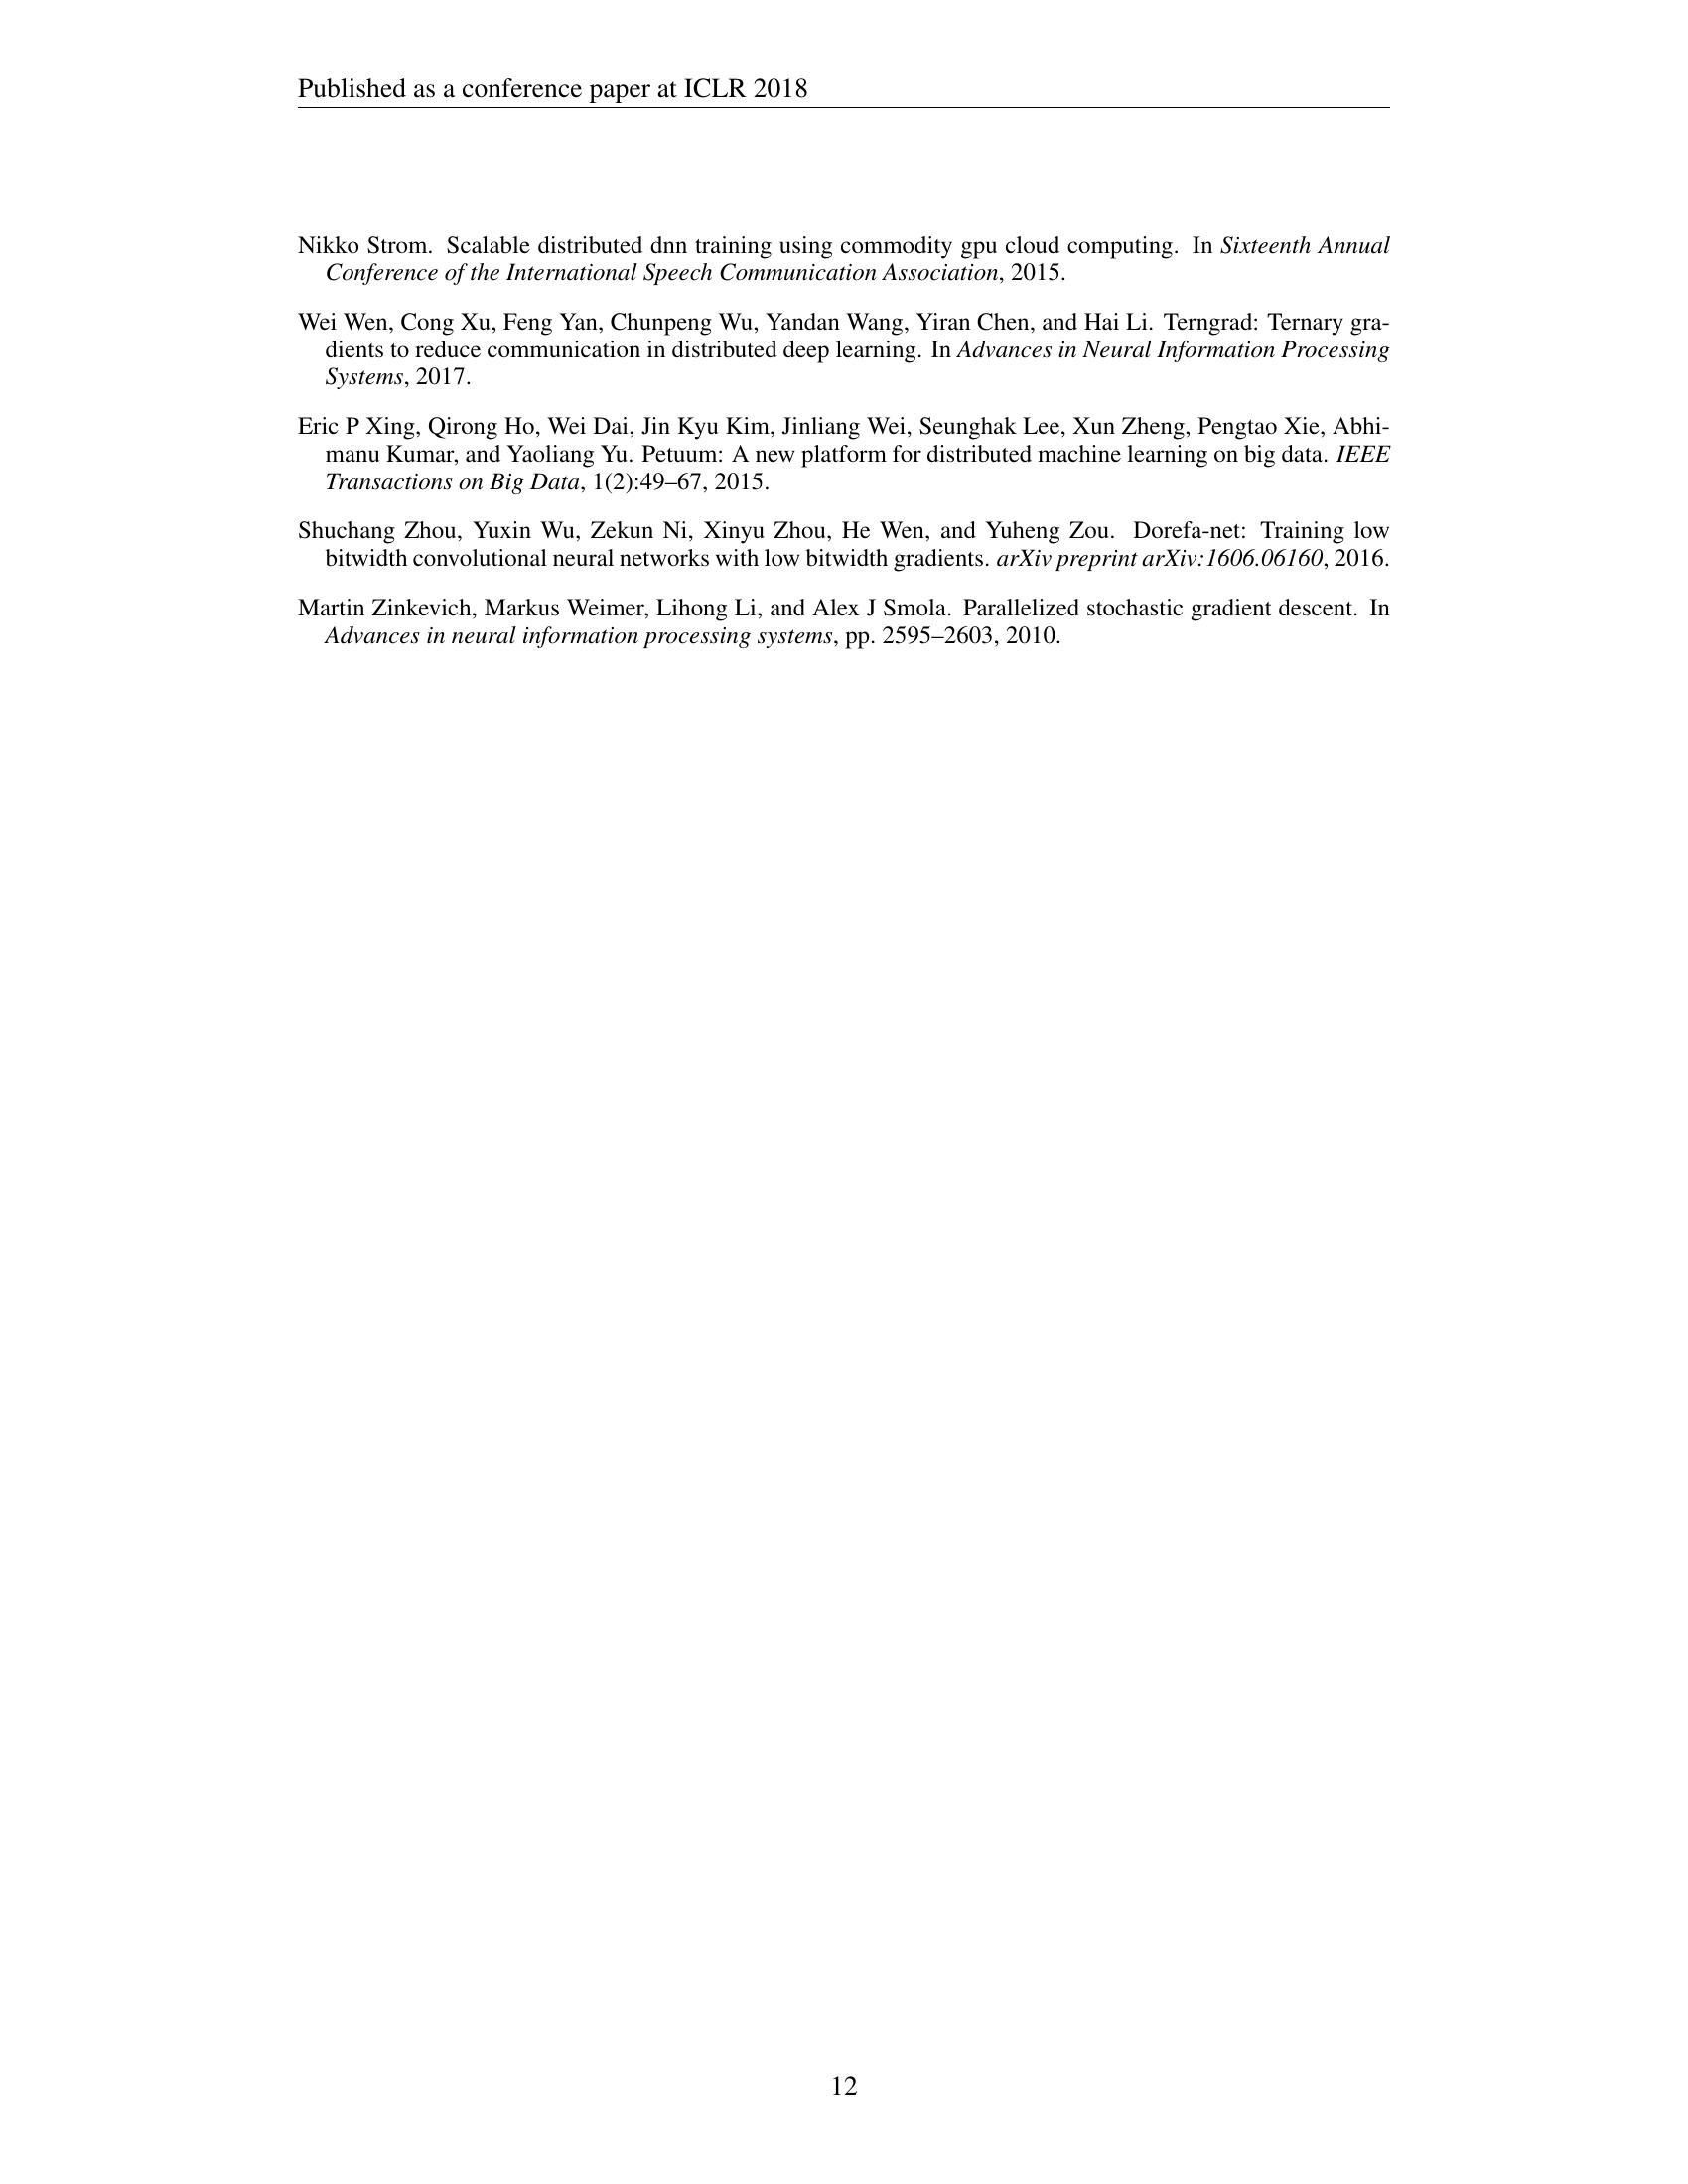 Published as a conference paper at ICLR 2018
Nikko Strom. Scalable distributed dnn training using commodity gpu cloud computing. In Sixteenth Annual
Conference of the International Speech Communication Association, 2015.
Wei Wen, Cong Xu, Feng Yan, Chunpeng Wu, Yandan Wang, Yiran Chen, and Hai Li. Terngrad: Ternary gra-
dients to reduce communication in distributed deep learning. In Advances in Neural Information Processing
Systems, 2017.
Eric P Xing, Qirong Ho, Wei Dai, Jin Kyu Kim, Jinliang Wei, Seunghak Lee, Xun Zheng, Pengtao Xie, Abhi-
manu Kumar, and Yaoliang Yu. Petuum: A new platform for distributed machine learning on big data. IEEE
Transactions on Big Data, 1(2):49–67, 2015.
Shuchang Zhou, Yuxin Wu, Zekun Ni, Xinyu Zhou, He Wen, and Yuheng Zou. Dorefa-net: Training low
bitwidth convolutional neural networks with low bitwidth gradients. arXiv preprint arXiv:1606.06160, 2016.
Martin Zinkevich, Markus Weimer, Lihong Li, and Alex J Smola. Parallelized stochastic gradient descent. In
Advances in neural information processing systems, pp. 2595–2603, 2010.
12